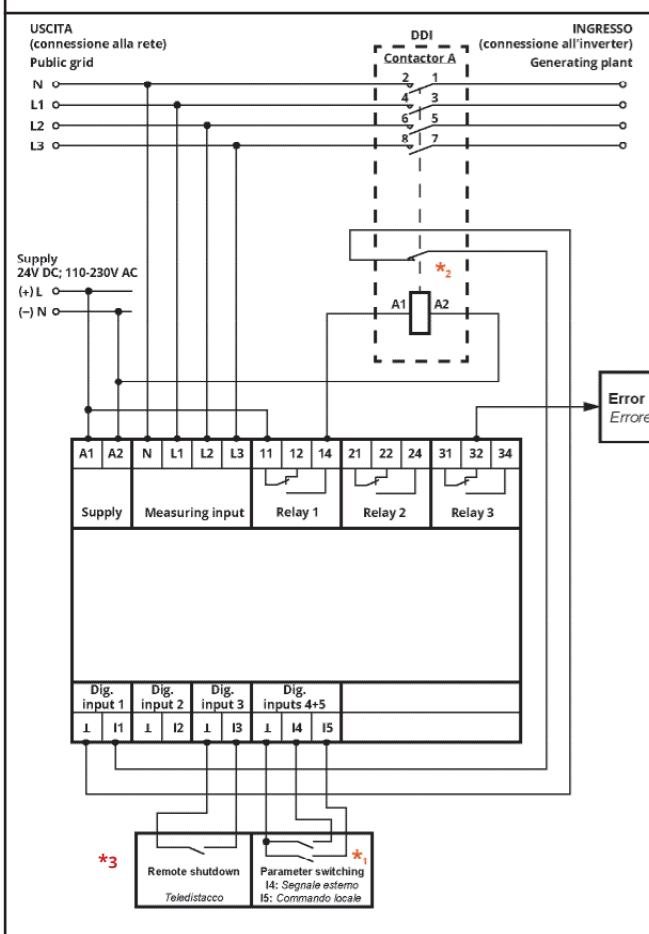 USCITA
(connessione alla rete)
Public grid
INGRESSO
(connessione all'inverter)
Generating plant
DDI
Contactor A
N
2 1
L1
4 3
L2
6 5
L3
8 7
Supply
24V DC; 110-230V AC
(+) L
(−) N
*2
A1 A2
Error
Errore
A1 A2 N L1 L2 L3 11 12 14 21 22 24 31 32 34
Supply Measuring input Relay 1 Relay 2 Relay 3
Dig. input 1
Dig. input 2
Dig. input 3
Dig. inputs 4+5
⊥ I1 ⊥ I2 ⊥ I3 ⊥ I4 I5
*3
Remote shutdown
Teledistacco
*1
Parameter switching
I4: Segnale esterno
I5: Commando locale